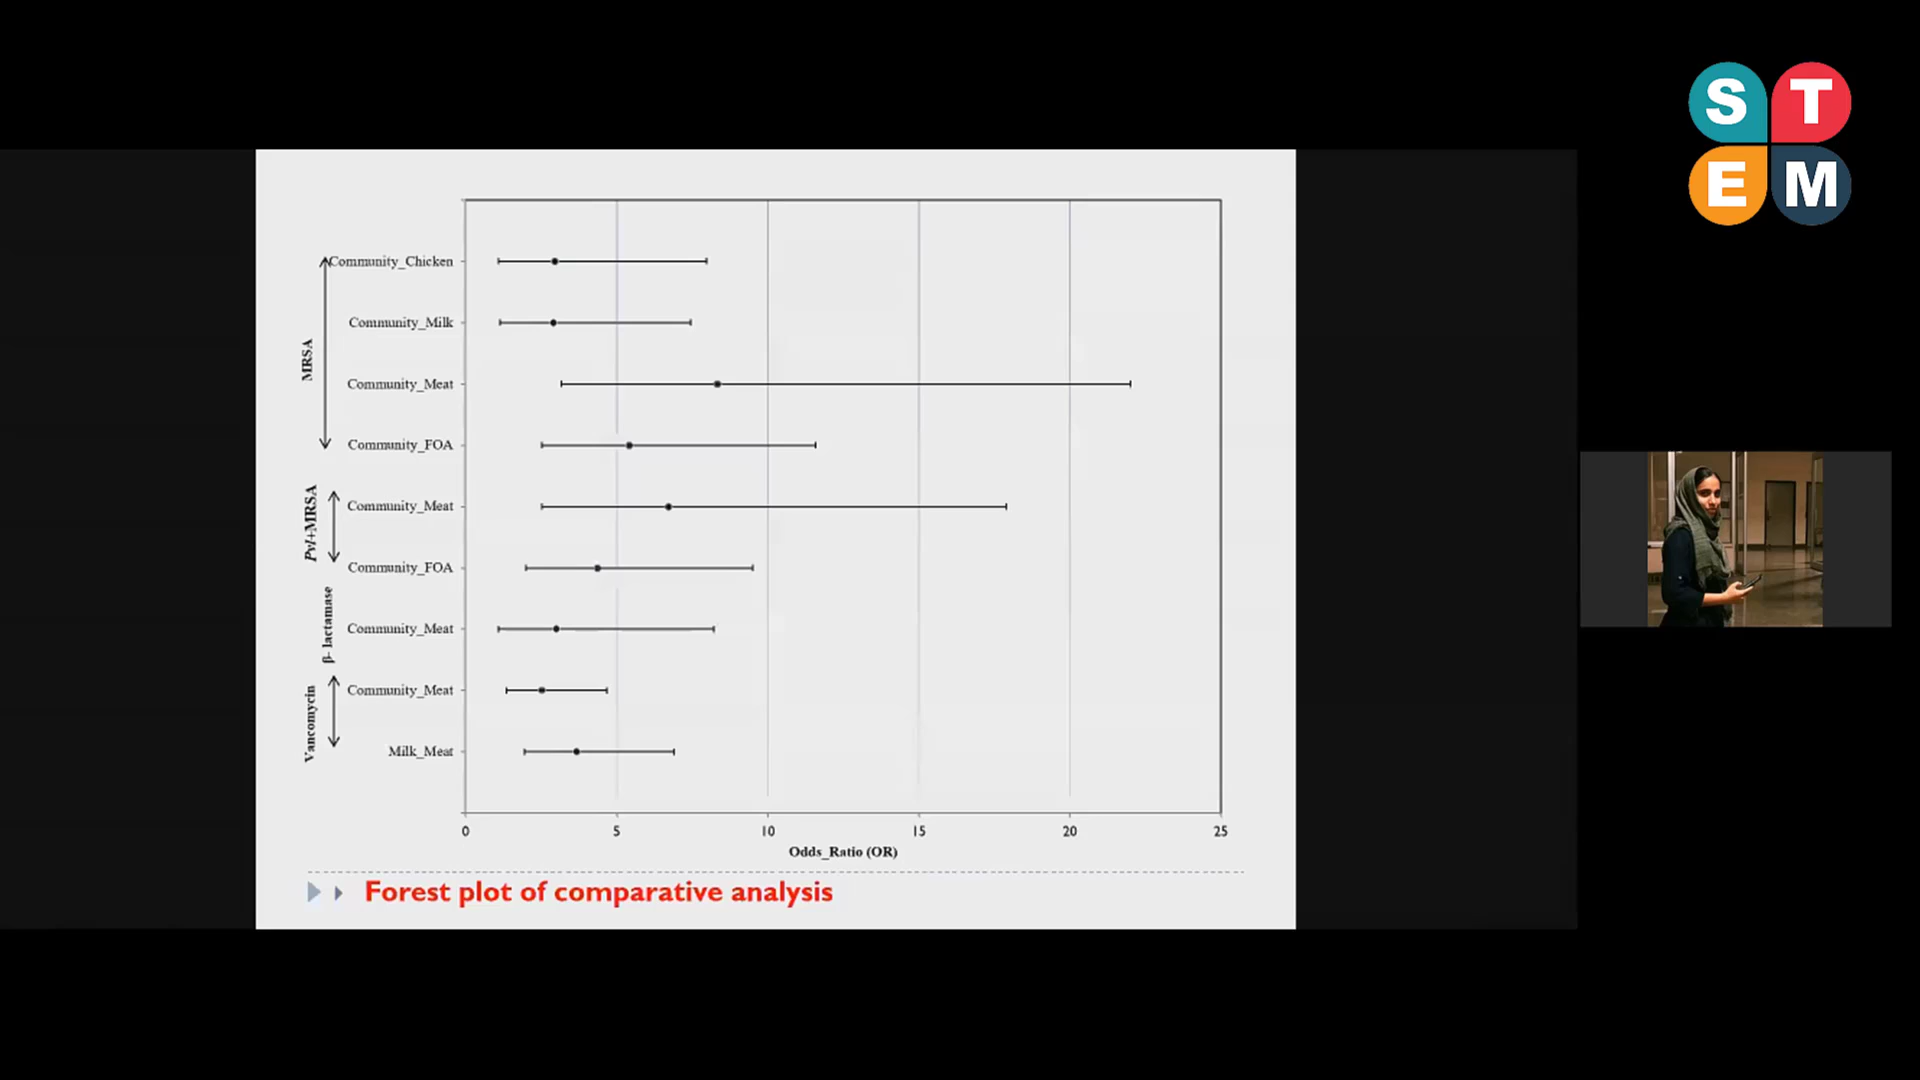 S T
E M
MRSA
Community_Chicken
Community_Milk
Community_Meat
Community_FOA
Pvl+MRSA
Community_Meat
Community_FOA
β- lactamase
Community_Meat
Vancomycin
Community_Meat
Milk_Meat
0 5 10 15 20 25
Odds_Ratio (OR)
Forest plot of comparative analysis